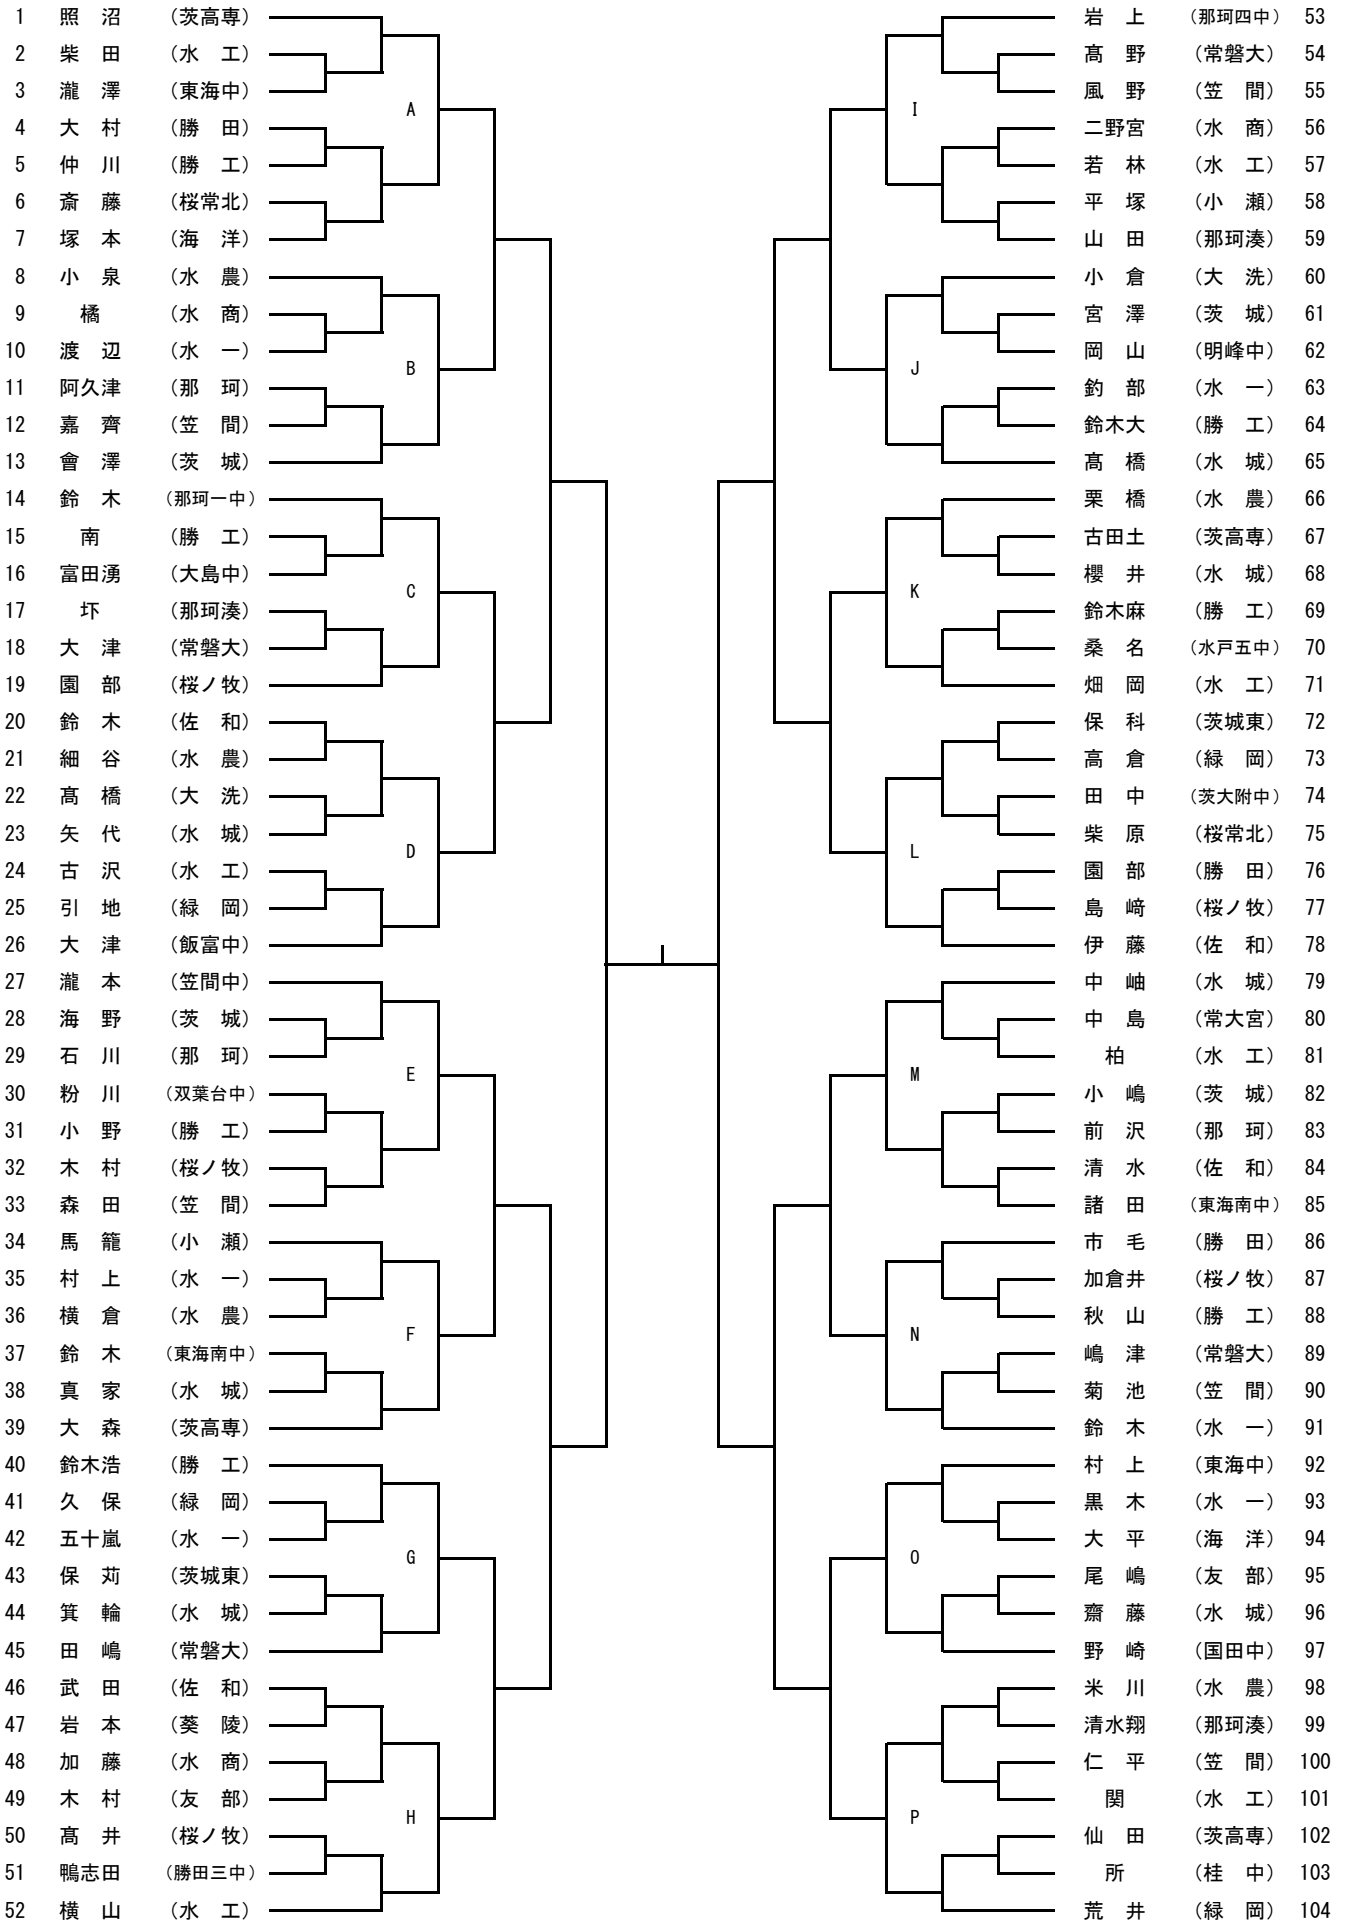 1 照 沼 （茨高専） 岩 上 （那珂四中） 53
2 柴 田 （水 工） 髙 野 （常磐大） 54
3 瀧 澤 （東海中） 風 野 （笠 間） 55
A I
4 大 村 （勝 田） 二野宮 （水 商） 56
5 仲 川 （勝 工） 若 林 （水 工） 57
6 斎 藤 （桜常北） 平 塚 （小 瀬） 58
7 塚 本 （海 洋） 山 田 （那珂湊） 59
8 小 泉 （水 農） 小 倉 （大 洗） 60
9 橘 （水 商） 宮 澤 （茨 城） 61
10 渡 辺 （水 一） 岡 山 （明峰中） 62
B J
11 阿久津 （那 珂） 釣 部 （水 一） 63
12 嘉 齊 （笠 間） 鈴木大 （勝 工） 64
13 會 澤 （茨 城） 髙 橋 （水 城） 65
14 鈴 木 （那珂一中） 栗 橋 （水 農） 66
15 南 （勝 工） 古田土 （茨高専） 67
16 富田湧 （大島中） 櫻 井 （水 城） 68
C K
17 圷 （那珂湊） 鈴木麻 （勝 工） 69
18 大 津 （常磐大） 桑 名 （水戸五中） 70
19 園 部 （桜ノ牧） 畑 岡 （水 工） 71
20 鈴 木 （佐 和） 保 科 （茨城東） 72
21 細 谷 （水 農） 高 倉 （緑 岡） 73
22 髙 橋 （大 洗） 田 中 （茨大附中） 74
23 矢 代 （水 城） 柴 原 （桜常北） 75
D L
24 古 沢 （水 工） 園 部 （勝 田） 76
25 引 地 （緑 岡） 島 﨑 （桜ノ牧） 77
26 大 津 （飯富中） 伊 藤 （佐 和） 78
27 瀧 本 （笠間中） 中 岫 （水 城） 79
28 海 野 （茨 城） 中 島 （常大宮） 80
29 石 川 （那 珂） 柏 （水 工） 81
E M
30 粉 川 （双葉台中） 小 嶋 （茨 城） 82
31 小 野 （勝 工） 前 沢 （那 珂） 83
32 木 村 （桜ノ牧） 清 水 （佐 和） 84
33 森 田 （笠 間） 諸 田 （東海南中） 85
34 馬 籠 （小 瀬） 市 毛 （勝 田） 86
35 村 上 （水 一） 加倉井 （桜ノ牧） 87
36 横 倉 （水 農） 秋 山 （勝 工） 88
F N
37 鈴 木 （東海南中） 嶋 津 （常磐大） 89
38 真 家 （水 城） 菊 池 （笠 間） 90
39 大 森 （茨高専） 鈴 木 （水 一） 91
40 鈴木浩 （勝 工） 村 上 （東海中） 92
41 久 保 （緑 岡） 黒 木 （水 一） 93
42 五十嵐 （水 一） 大 平 （海 洋） 94
G O
43 保 苅 （茨城東） 尾 嶋 （友 部） 95
44 箕 輪 （水 城） 齋 藤 （水 城） 96
45 田 嶋 （常磐大） 野 崎 （国田中） 97
46 武 田 （佐 和） 米 川 （水 農） 98
47 岩 本 （葵 陵） 清水翔 （那珂湊） 99
48 加 藤 （水 商） 仁 平 （笠 間） 100
49 木 村 （友 部） 関 （水 工） 101
H P
50 髙 井 （桜ノ牧） 仙 田 （茨高専） 102
51 鴨志田 （勝田三中） 所 （桂 中） 103
52 横 山 （水 工） 荒 井 （緑 岡） 104